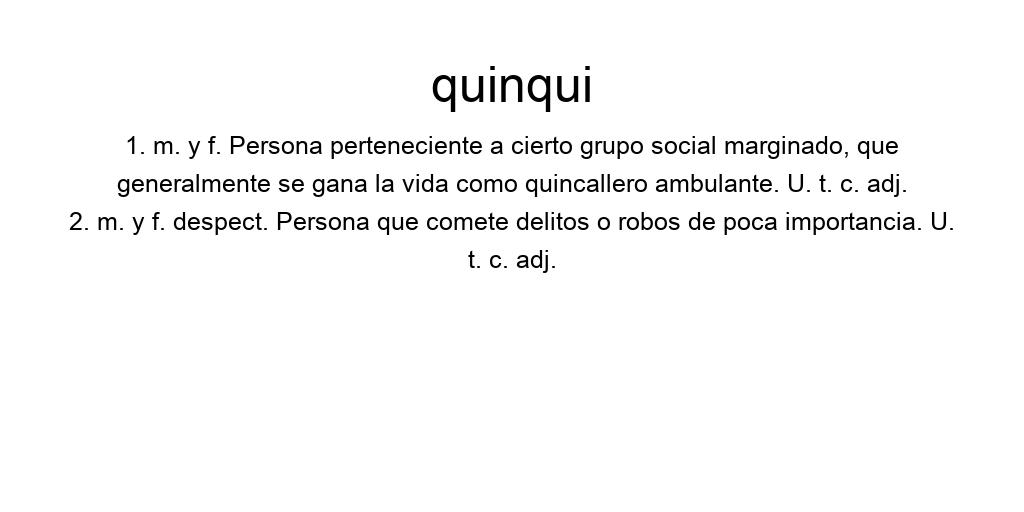 quinqui
1. m. y f. Persona perteneciente a cierto grupo social marginado, que
generalmente se gana la vida como quincallero ambulante. U. t. c. adj.
2. m. y f. despect. Persona que comete delitos o robos de poca importancia. U.
t. c. adj.